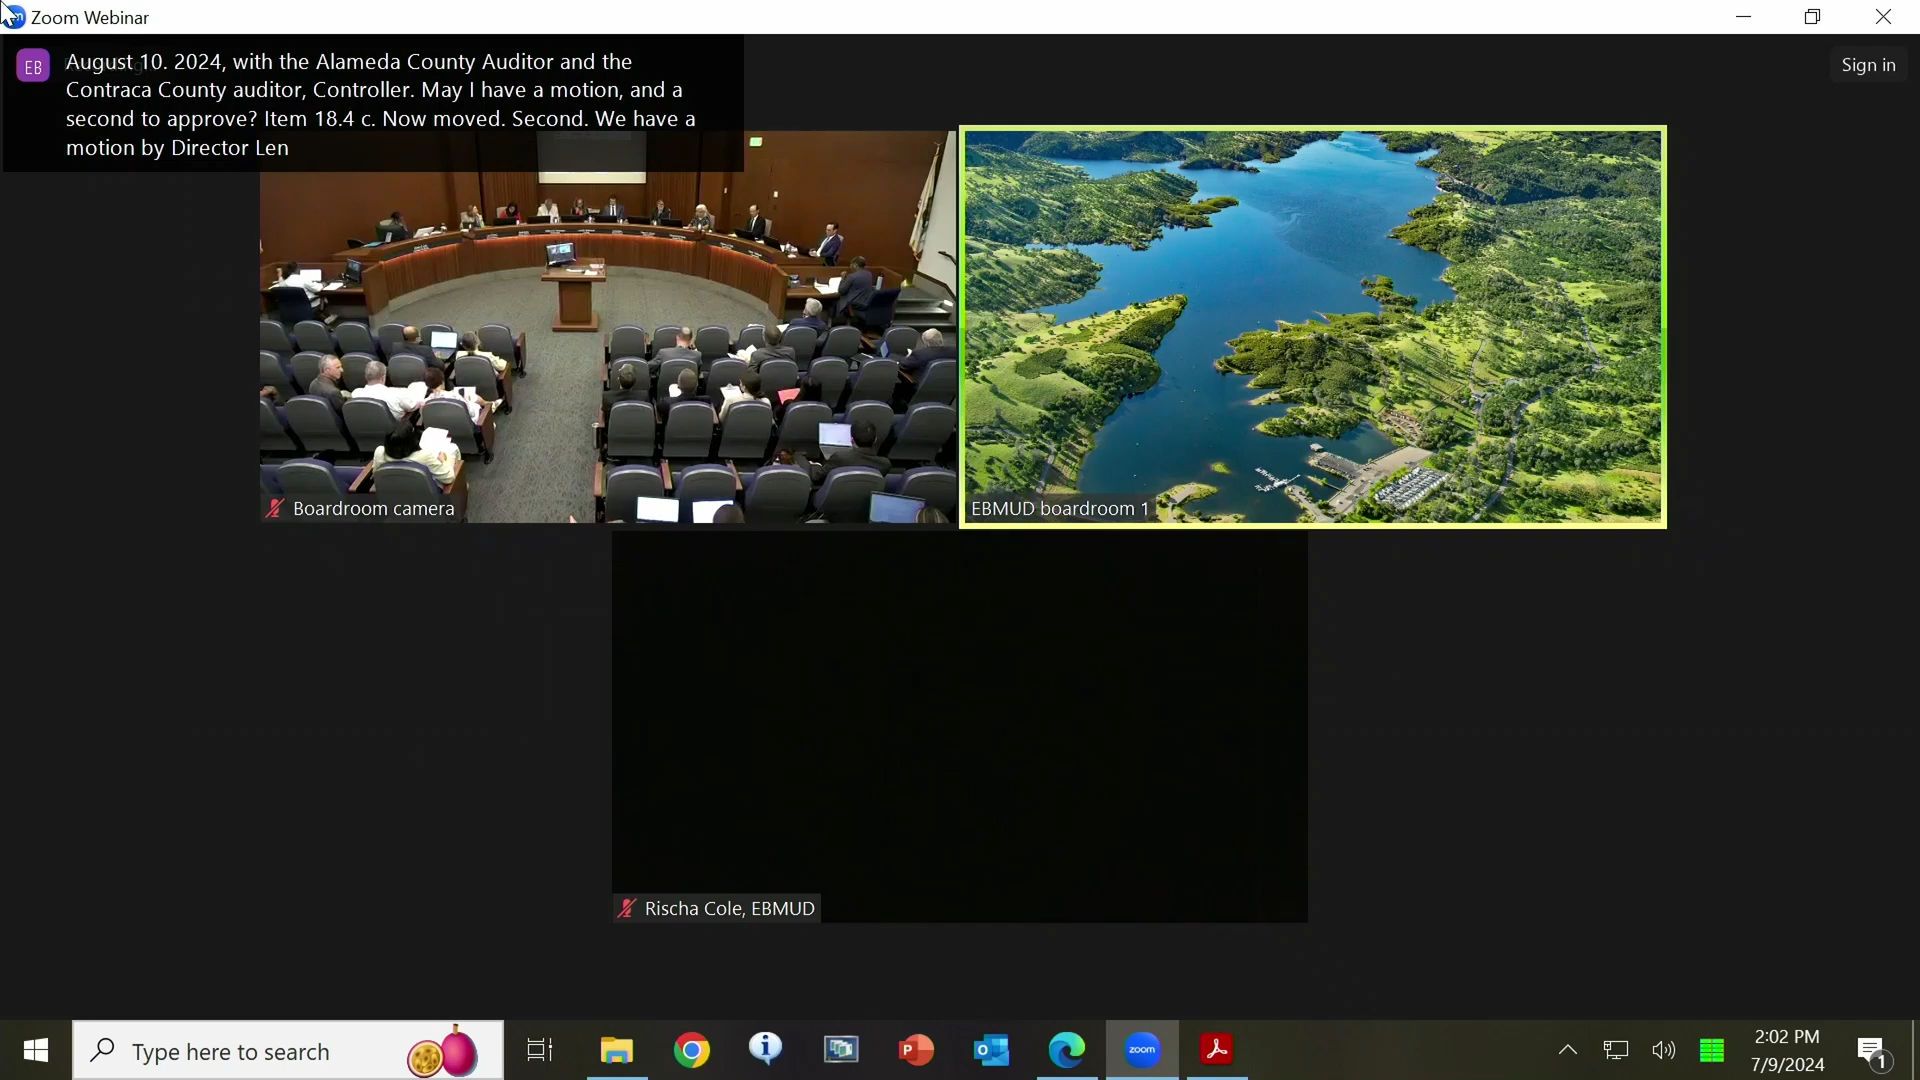 Zoom Webinar
EB
August 10. 2024, with the Alameda County Auditor and the
Contraca County auditor, Controller. May I have a motion, and a
second to approve? Item 18.4 c. Now moved. Second. We have a
motion by Director Len
Sign in
Boardroom camera
EBMUD boardroom 1
Rischa Cole, EBMUD
Type here to search
zoom
2:02 PM
7/9/2024
1